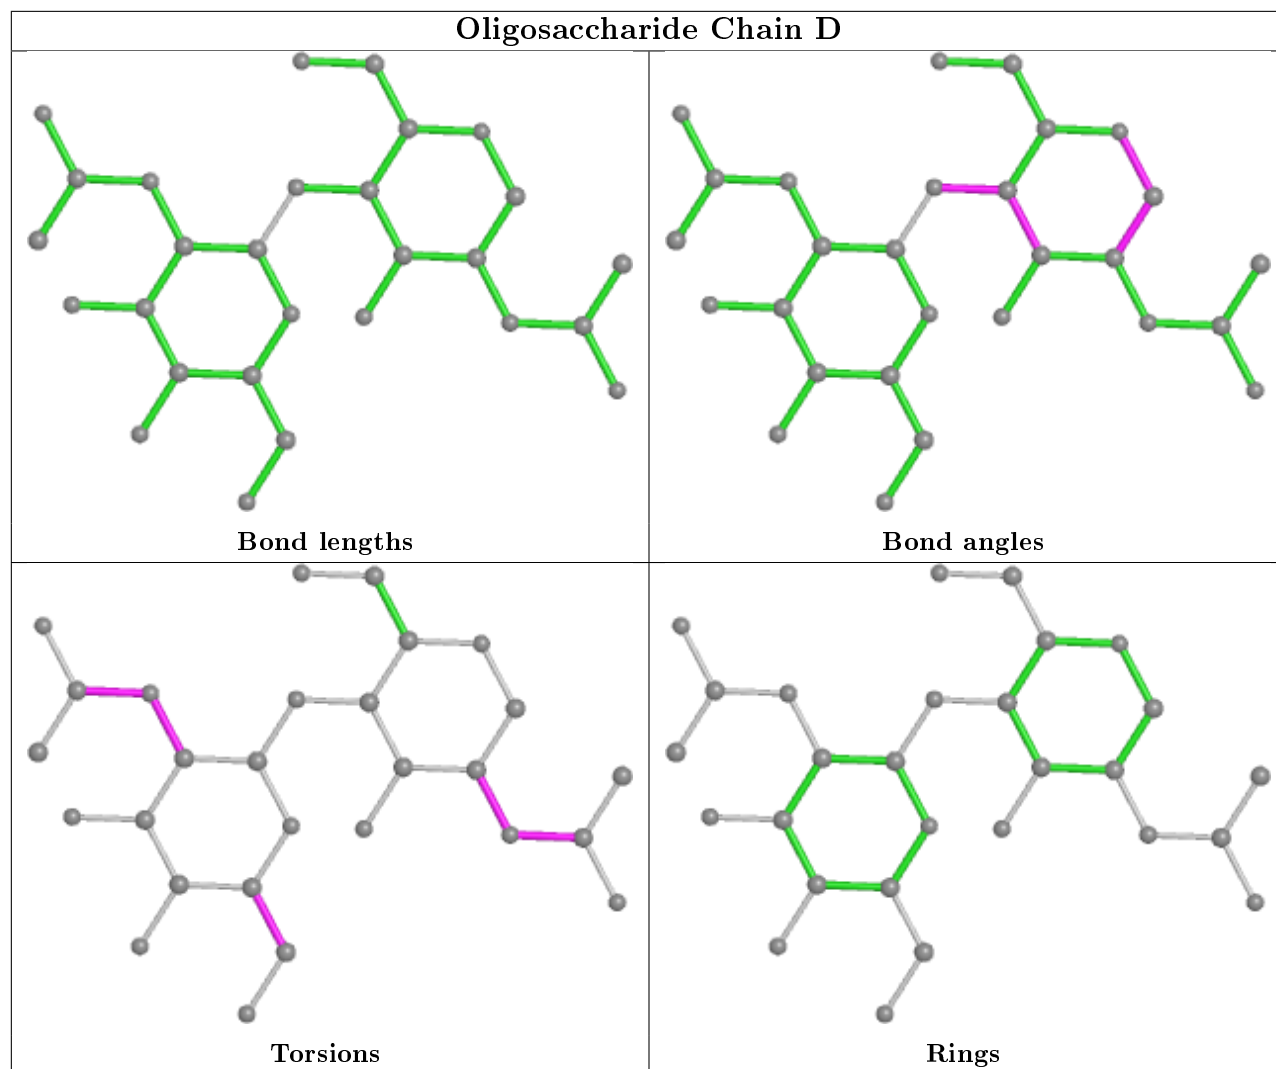 Oligosaccharide Chain D
Bond lengths
Bond angles
Torsions
Rings